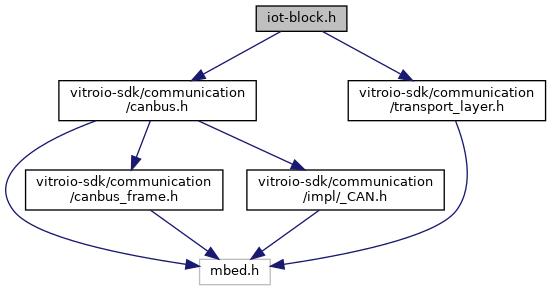 iot-block.h
vitroio-sdk/communication
/canbus.h
vitroio-sdk/communication
/transport_layer.h
vitroio-sdk/communication
/canbus_frame.h
vitroio-sdk/communication
/impl/_CAN.h
mbed.h